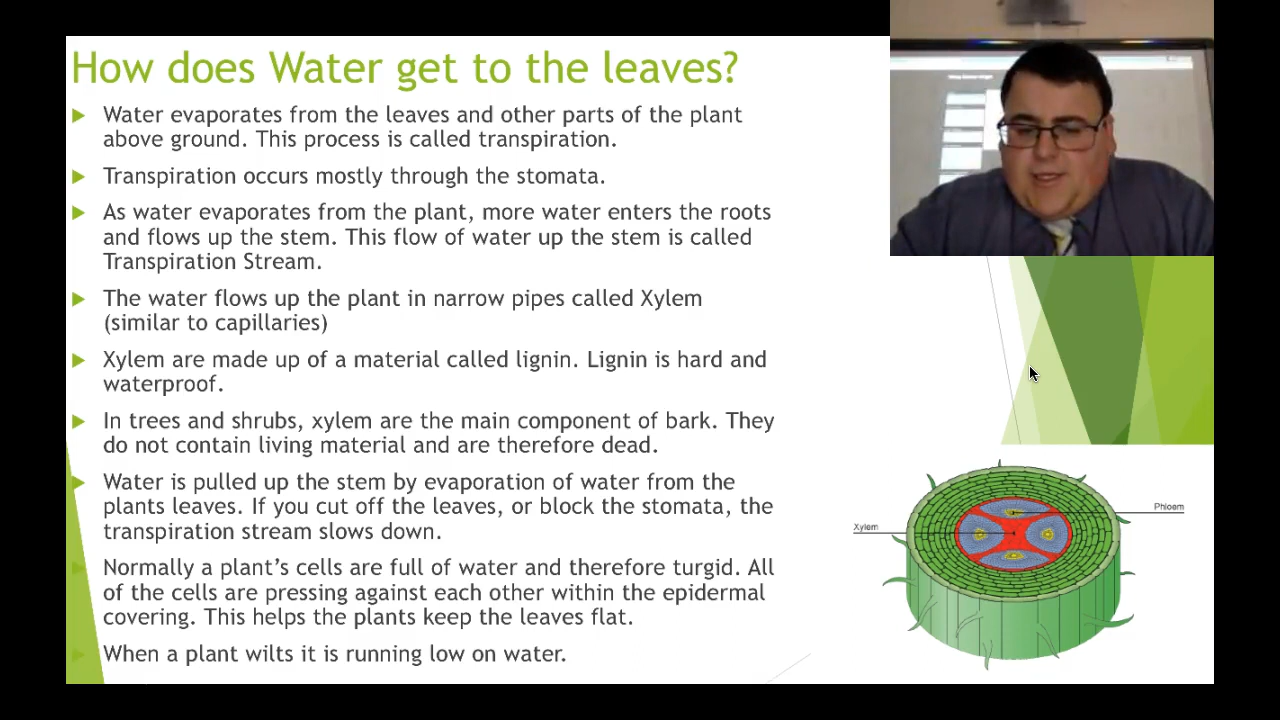 How does Water get to the leaves?
Water evaporates from the leaves and other parts of the plant
above ground. This process is called transpiration.
Transpiration occurs mostly through the stomata.
As water evaporates from the plant, more water enters the roots
and flows up the stem. This flow of water up the stem is called
Transpiration Stream.
The water flows up the plant in narrow pipes called Xylem
(similar to capillaries)
Xylem are made up of a material called lignin. Lignin is hard and
waterproof.
In trees and shrubs, xylem are the main component of bark. They
do not contain living material and are therefore dead.
Water is pulled up the stem by evaporation of water from the
plants leaves. If you cut off the leaves, or block the stomata, the
transpiration stream slows down.
Normally a plant's cells are full of water and therefore turgid. All
of the cells are pressing against each other within the epidermal
covering. This helps the plants keep the leaves flat.
When a plant wilts it is running low on water.
Phloem
Xylem